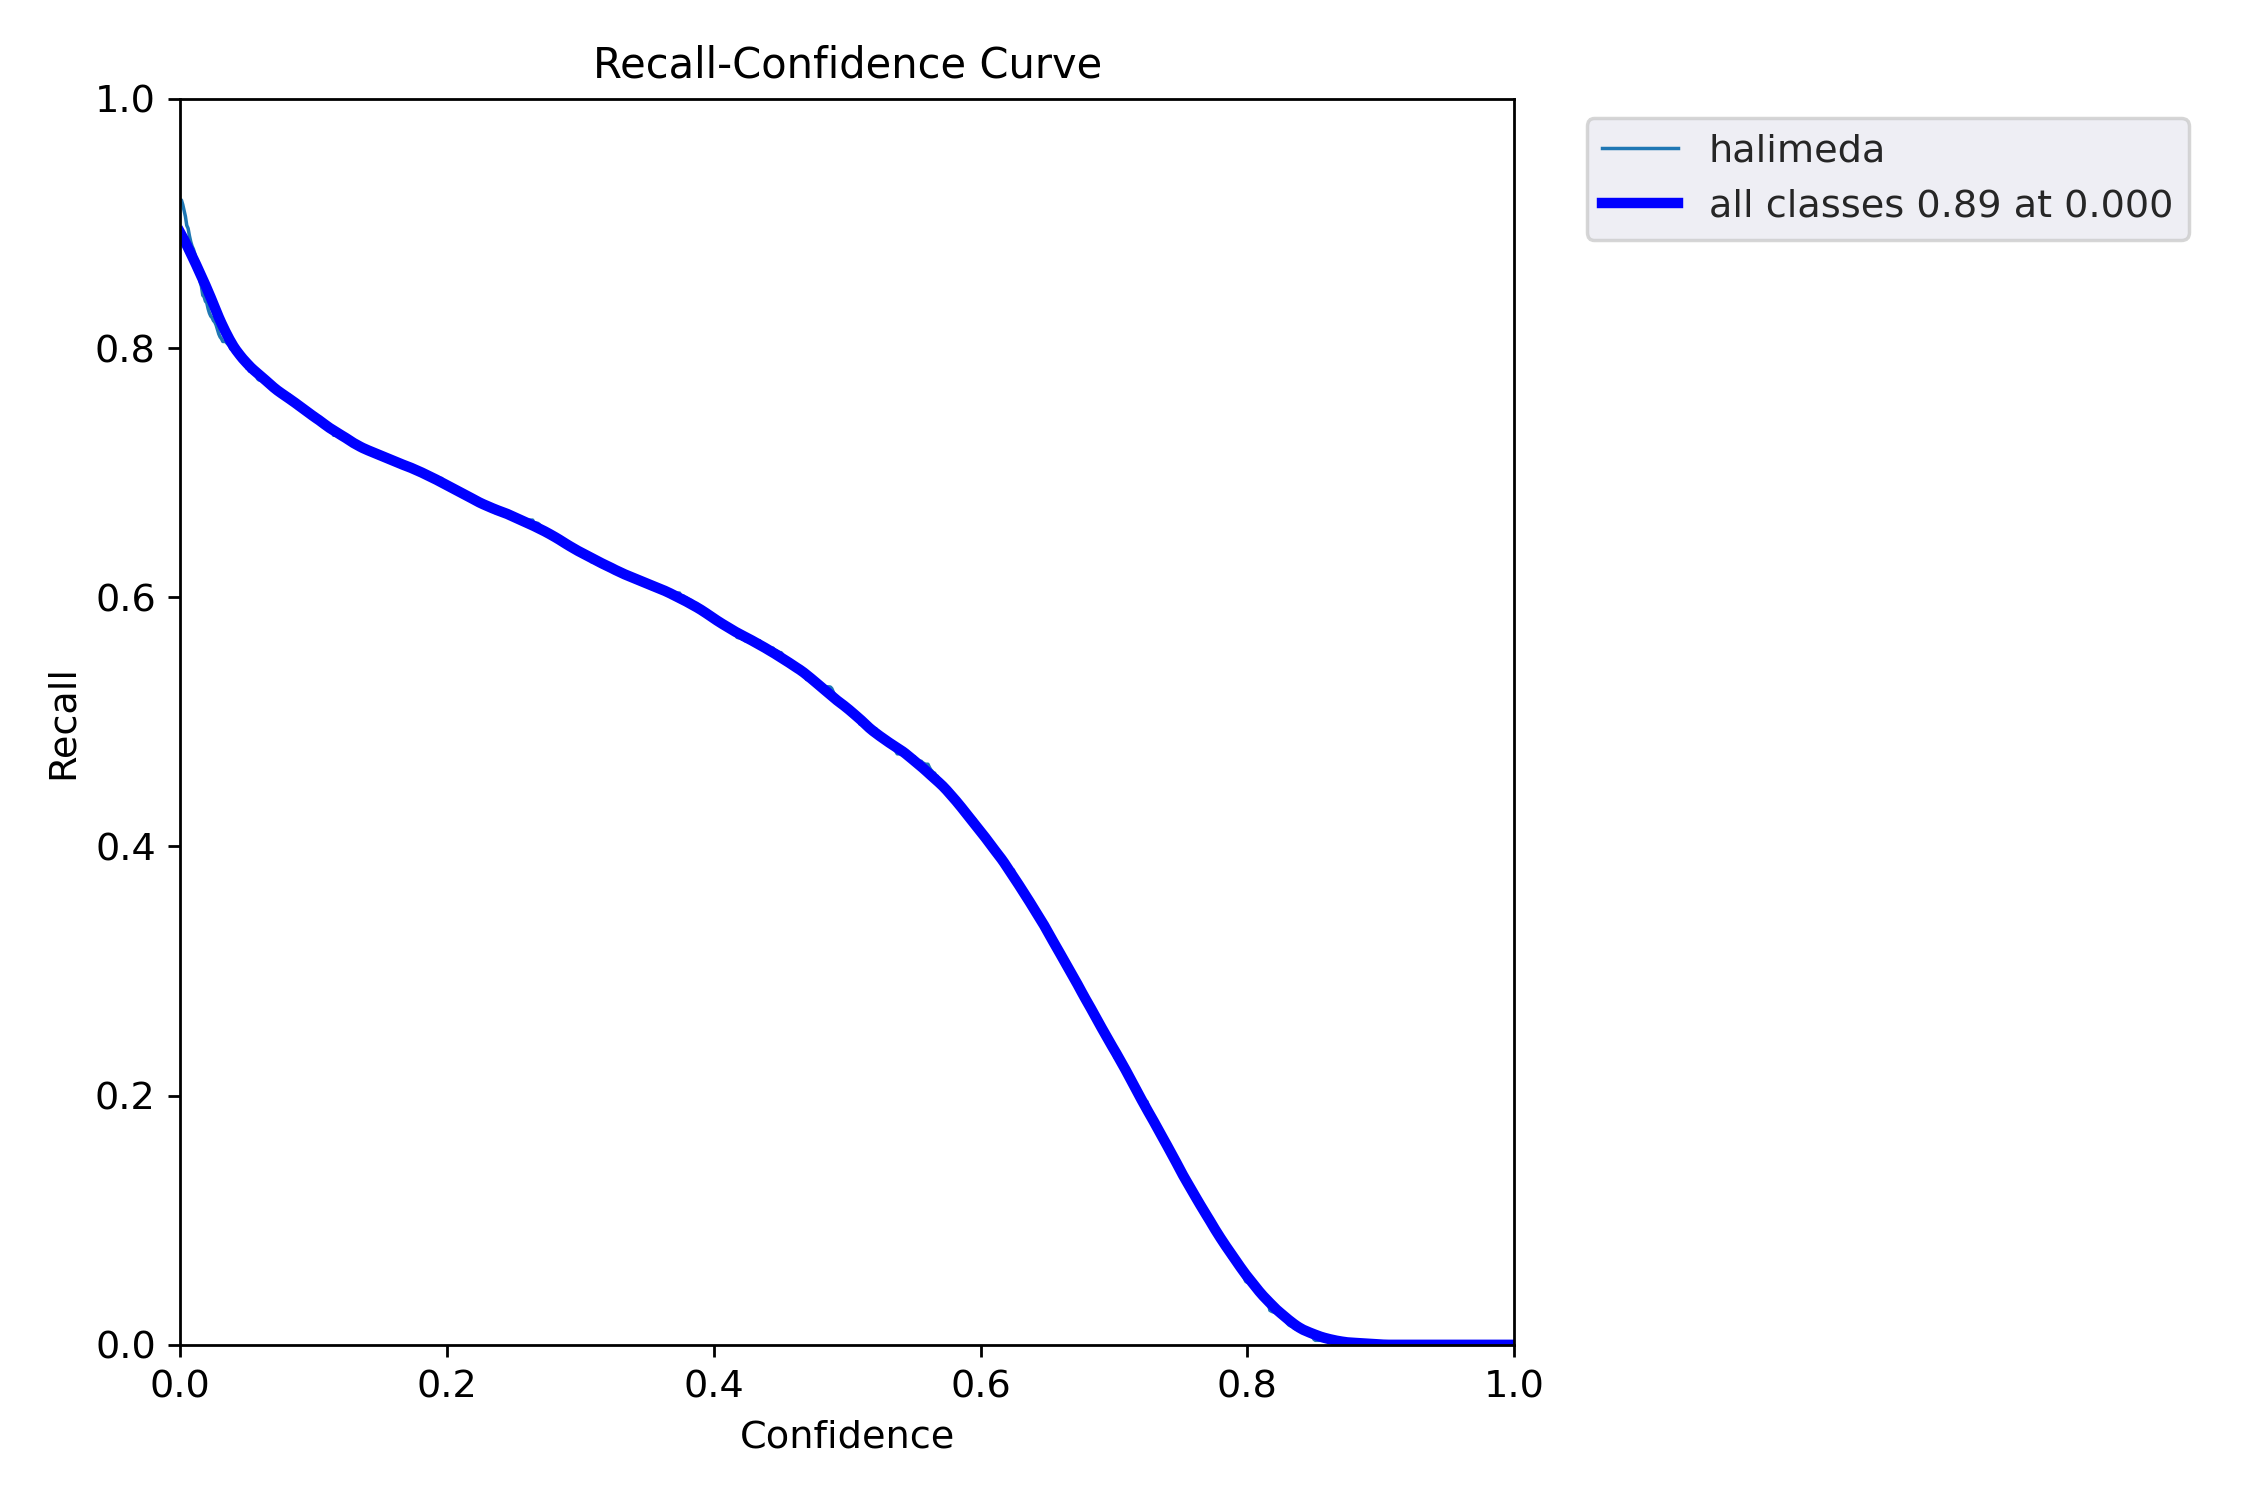 Recall-Confidence Curve
halimeda
all classes 0.89 at 0.000
1.0
0.8
0.6
0.4
0.2
0.0
Recall
0.0 0.2 0.4 0.6 0.8 1.0
Confidence